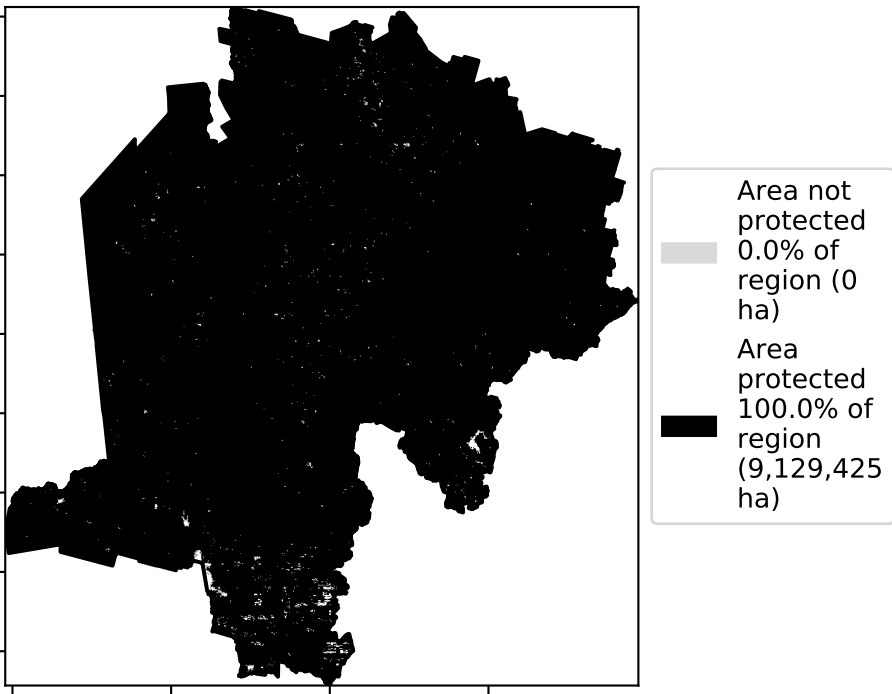 Area not
protected
0.0% of
region (0
ha)
Area
protected
100.0% of
region
(9,129,425
ha)